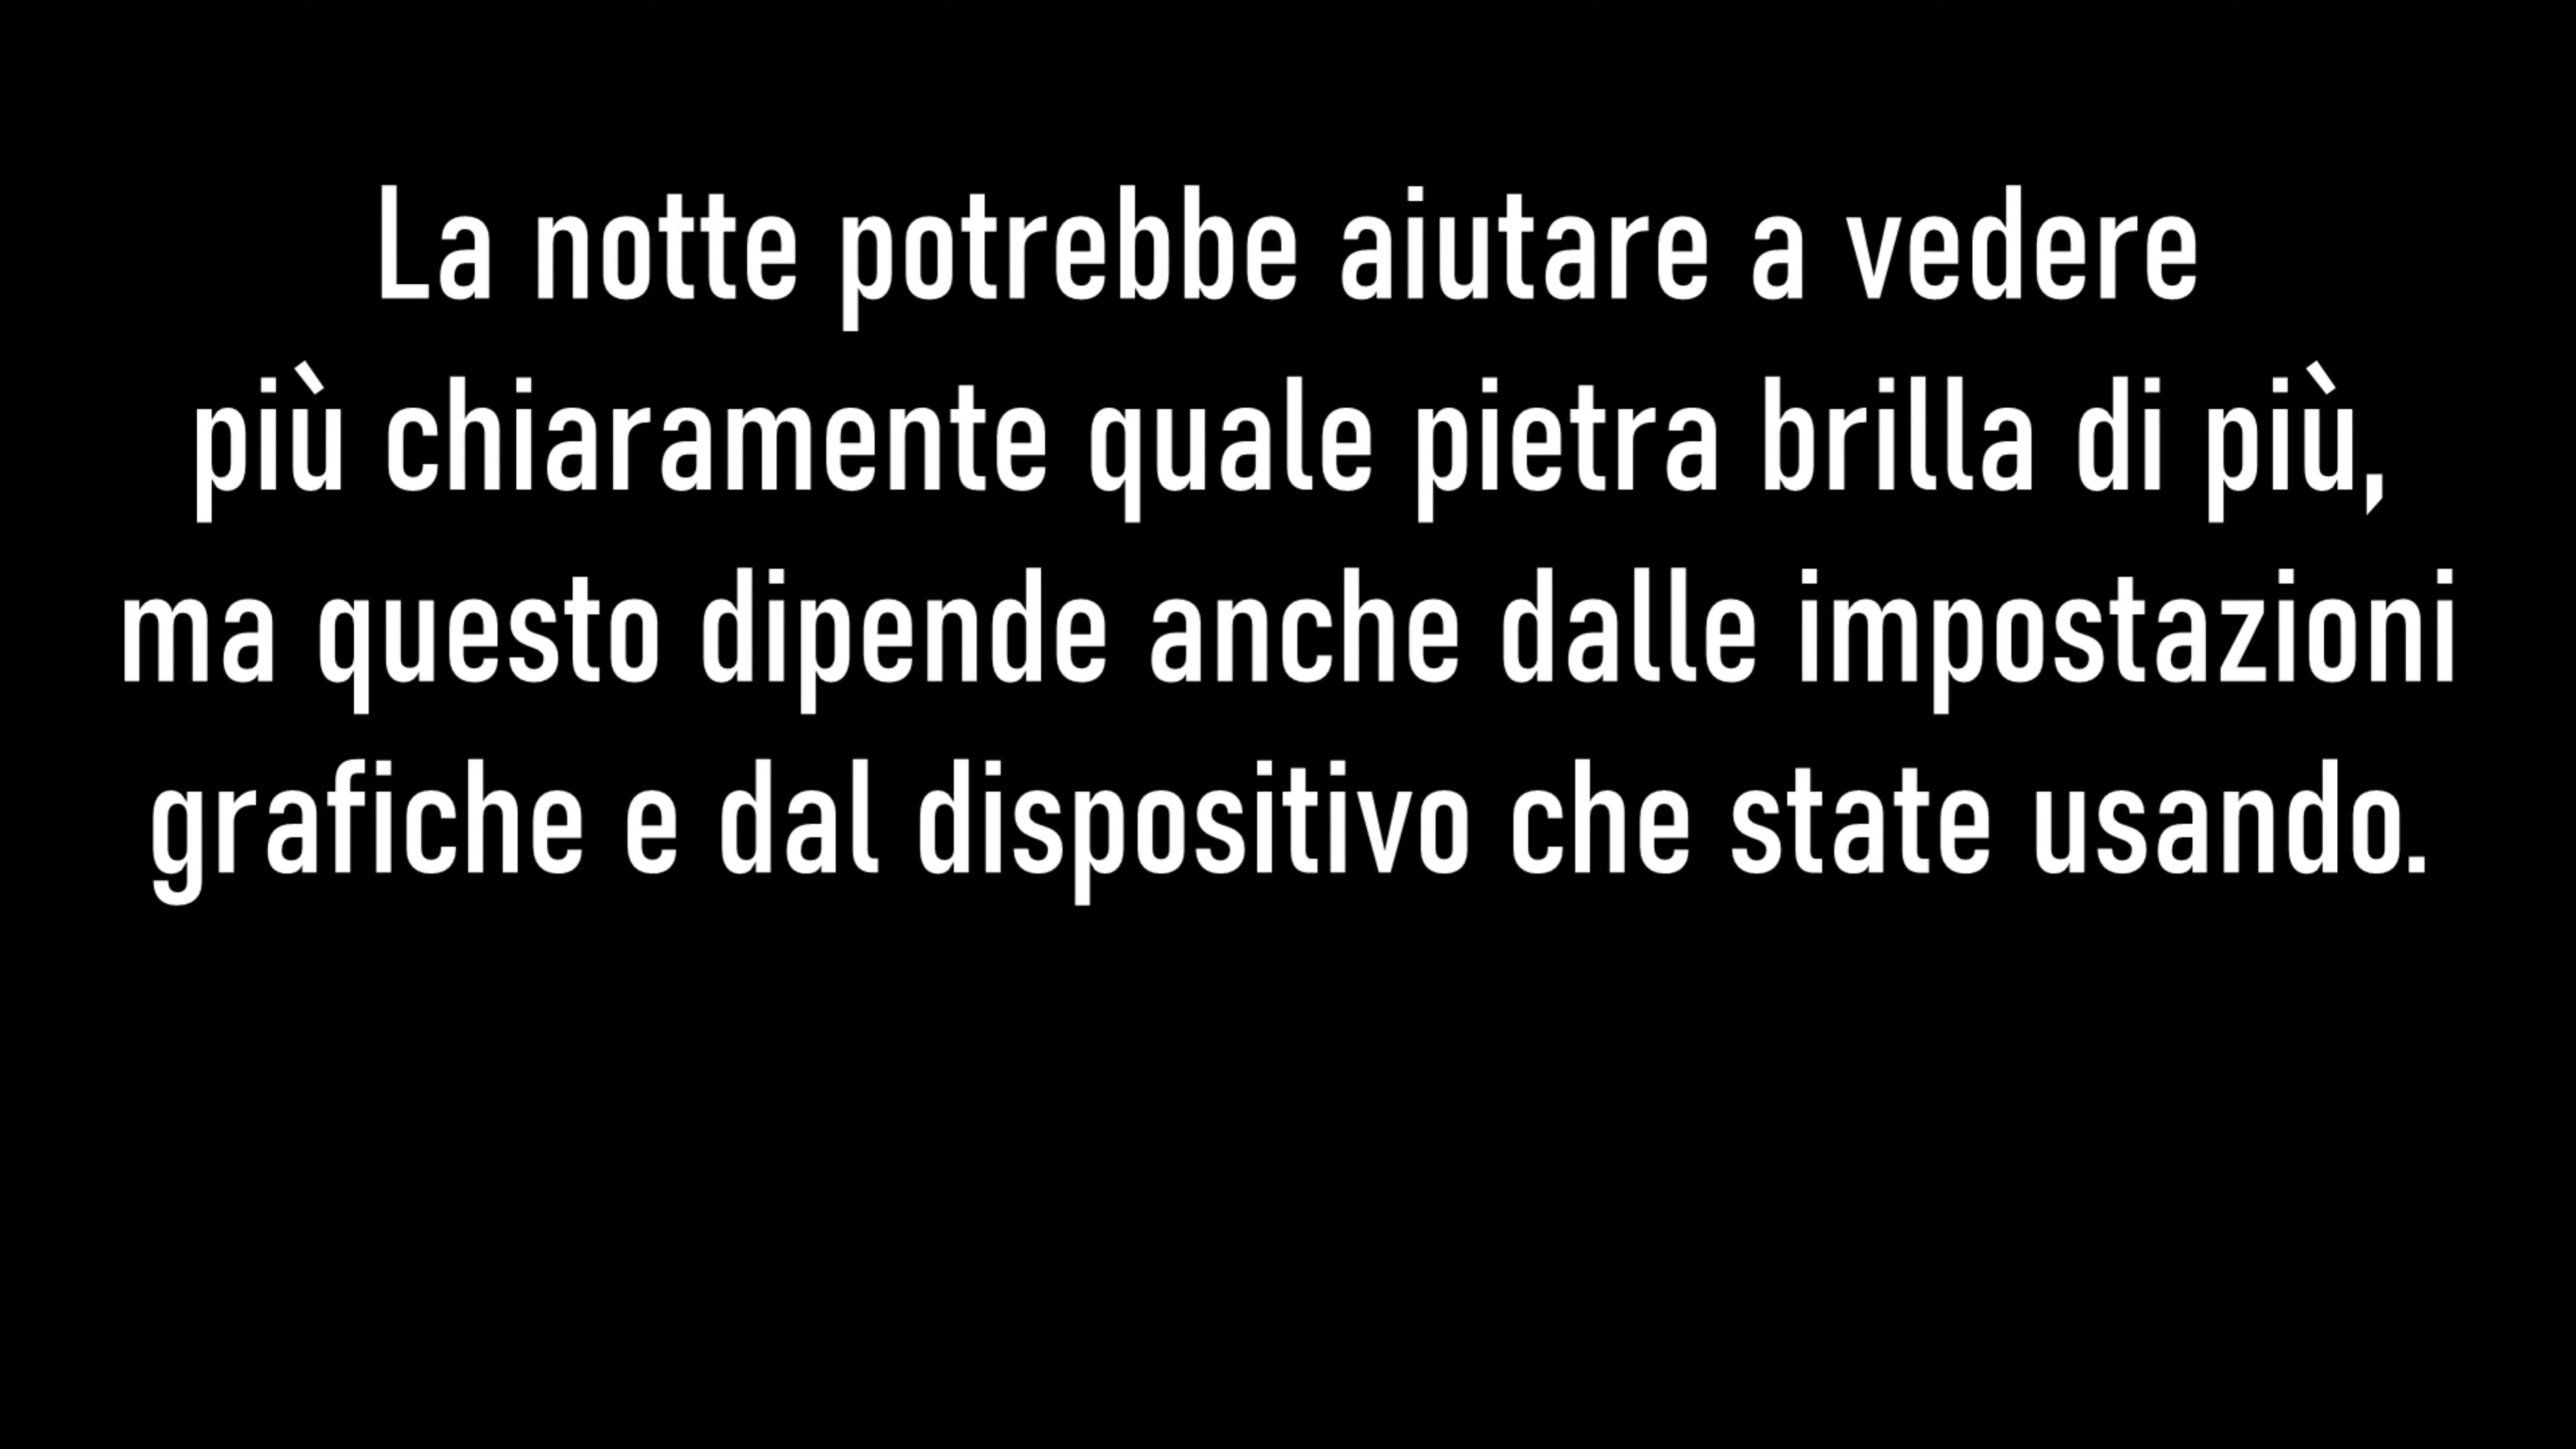 La notte potrebbe aiutare a vedere
più chiaramente quale pietra brilla di più,
ma questo dipende anche dalle impostazioni
grafiche e dal dispositivo che state usando.